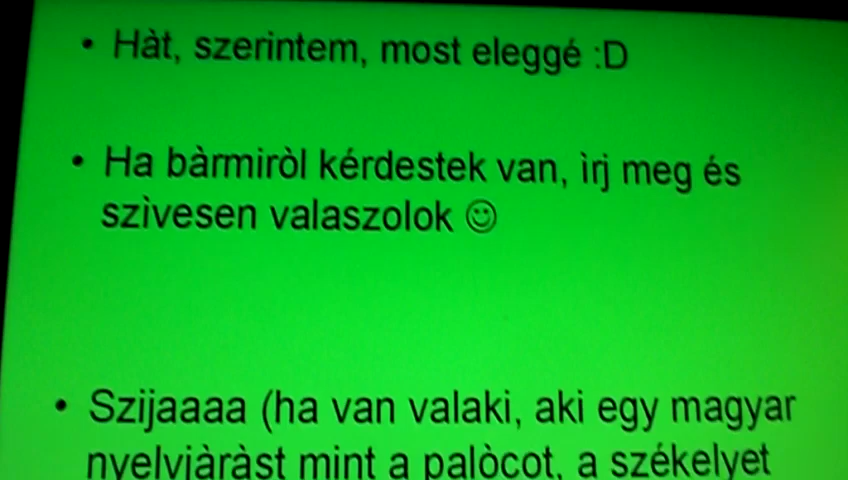 • Hàt, szerintem, most eleggé :D
• Ha bàrmiròl kérdestek van, ìrj meg és
szìvesen valaszolok ☺
• Szijaaaa (ha van valaki, aki egy magyar
nyelvjàràst mint a palòcot, a székelyet